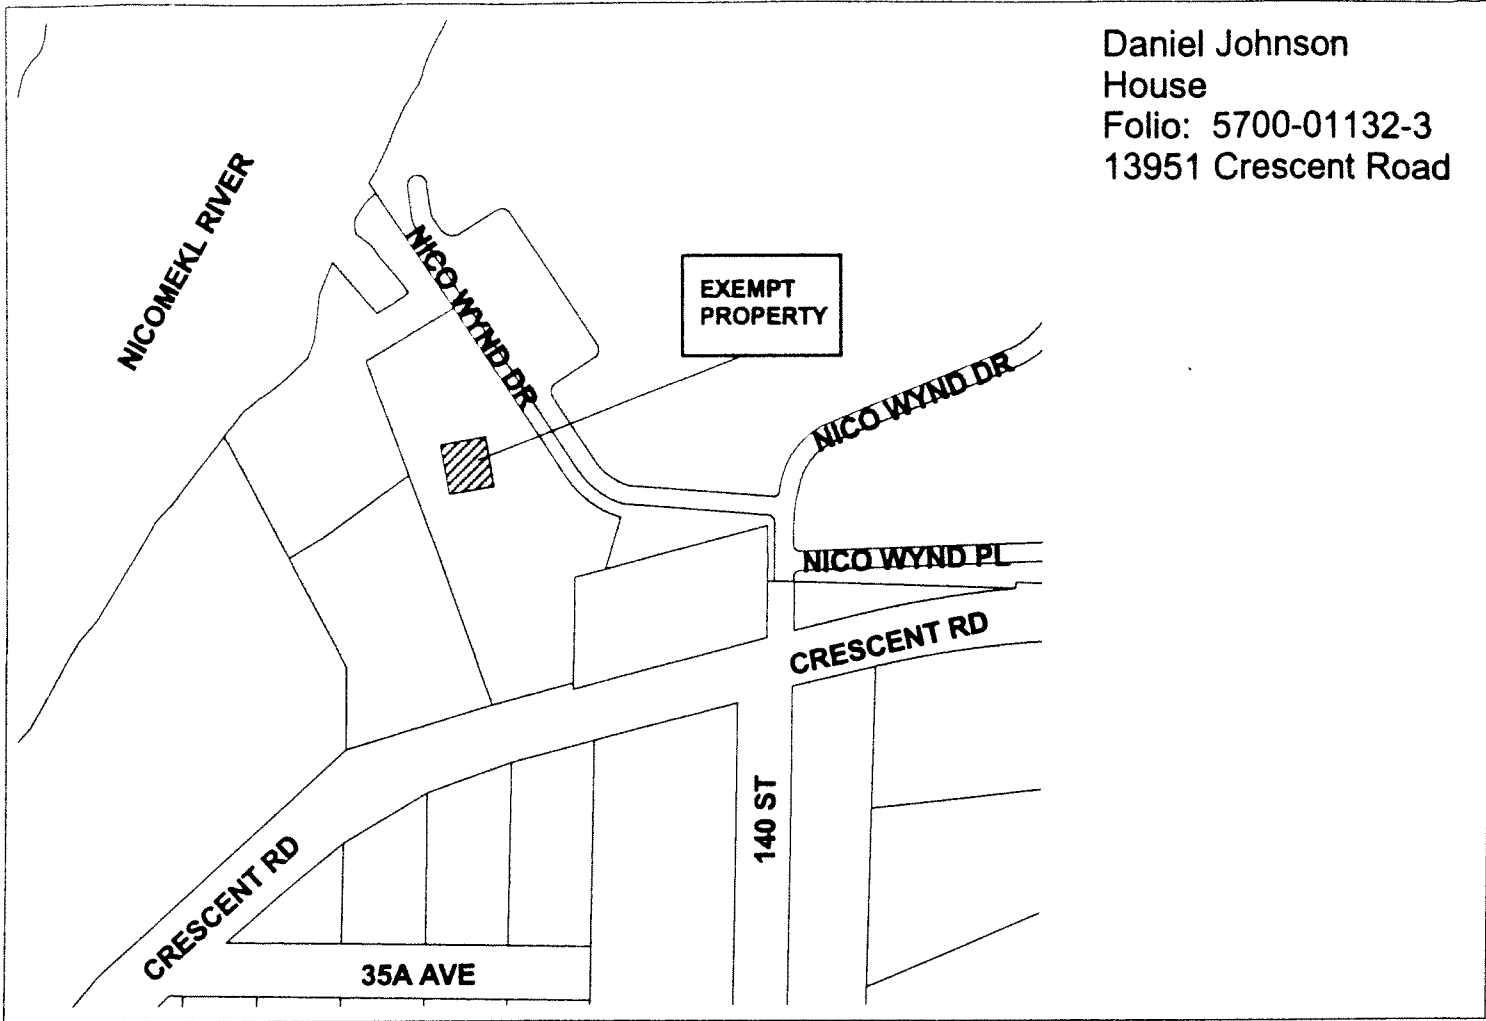 Daniel Johnson
House
Folio: 5700-01132-3
13951 Crescent Road
NICOMEKL RIVER
NICO WYND DR
EXEMPT
PROPERTY
NICO WYND DR
NICO WYND PL
CRESCENT RD
140 ST
CRESCENT RD
35A AVE